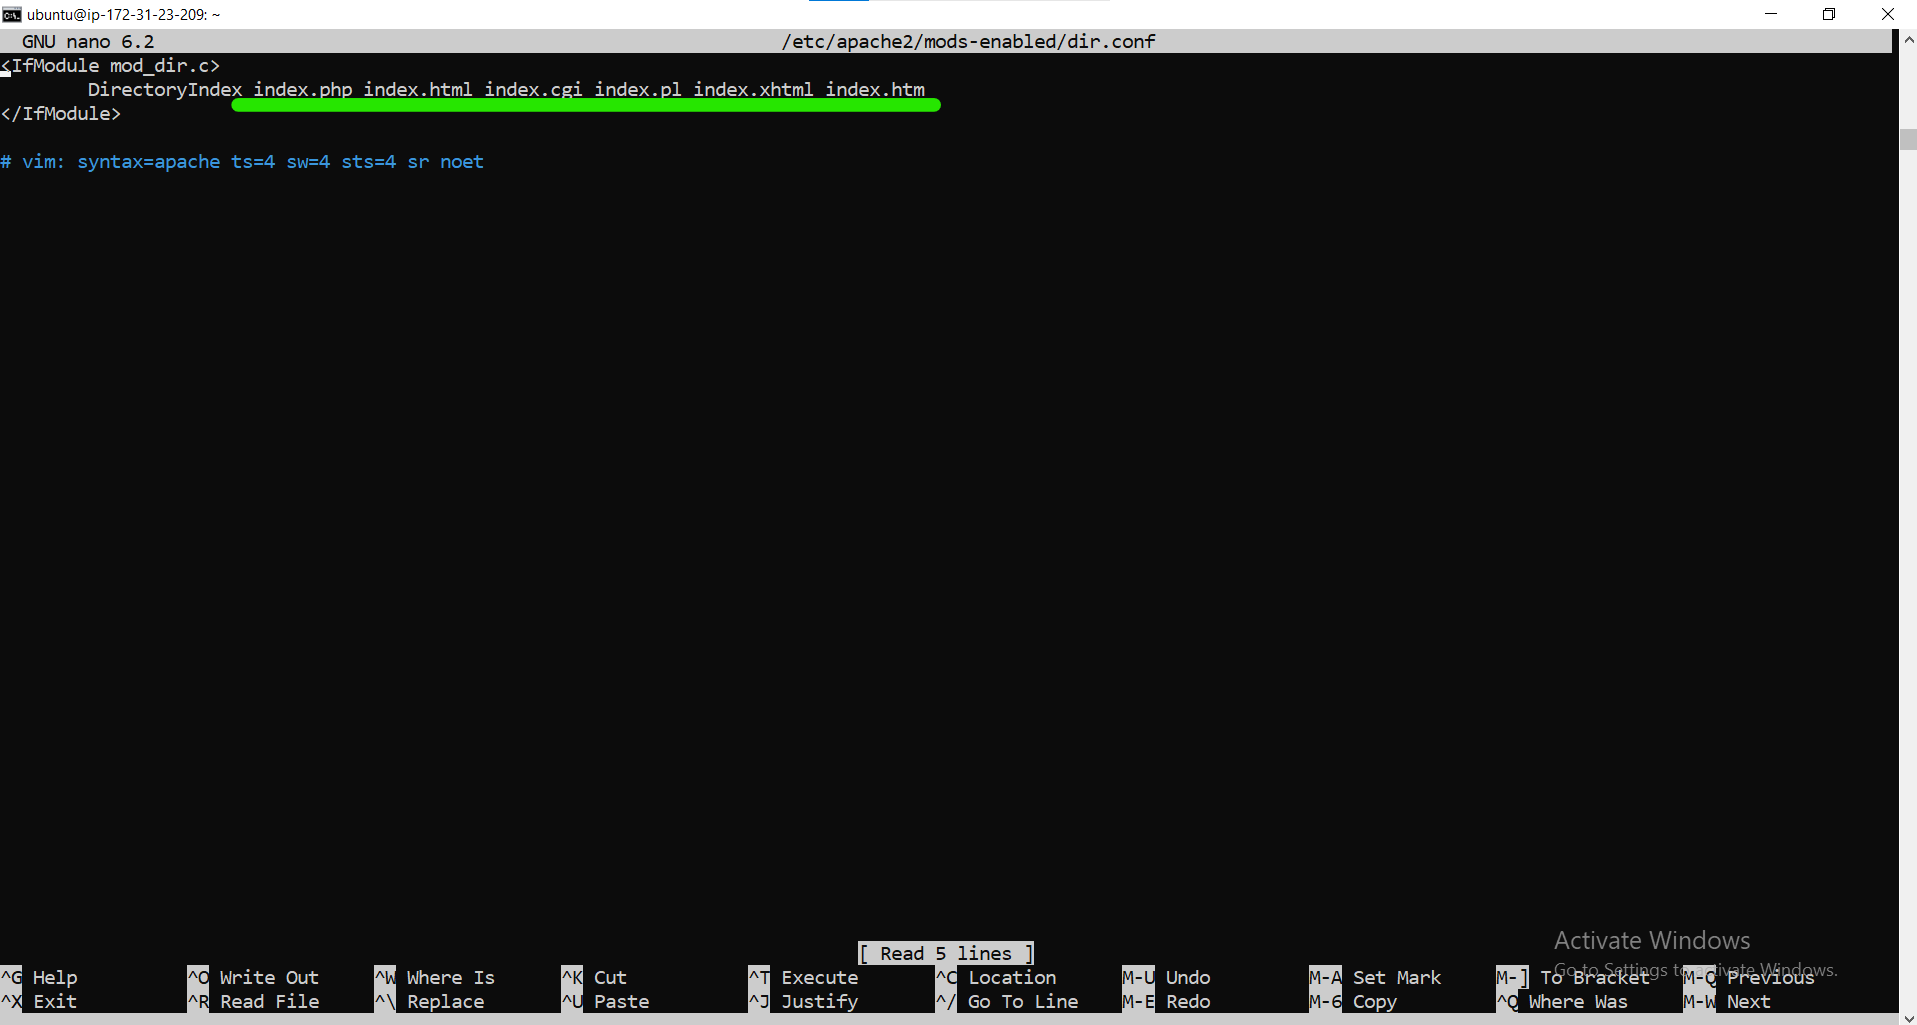 ubuntu@ip-172-31-23-209: ~
GNU nano 6.2 /etc/apache2/mods-enabled/dir.conf
<IfModule mod_dir.c>
        DirectoryIndex index.php index.html index.cgi index.pl index.xhtml index.htm
</IfModule>

# vim: syntax=apache ts=4 sw=4 sts=4 sr noet
[ Read 5 lines ]
Activate Windows
Go to Settings to activate Windows.
^G Help ^O Write Out ^W Where Is ^K Cut ^T Execute ^C Location M-U Undo M-A Set Mark M-] To Bracket M-Q Previous
^X Exit ^R Read File ^\ Replace ^U Paste ^J Justify ^/ Go To Line M-E Redo M-6 Copy ^Q Where Was M-W Next